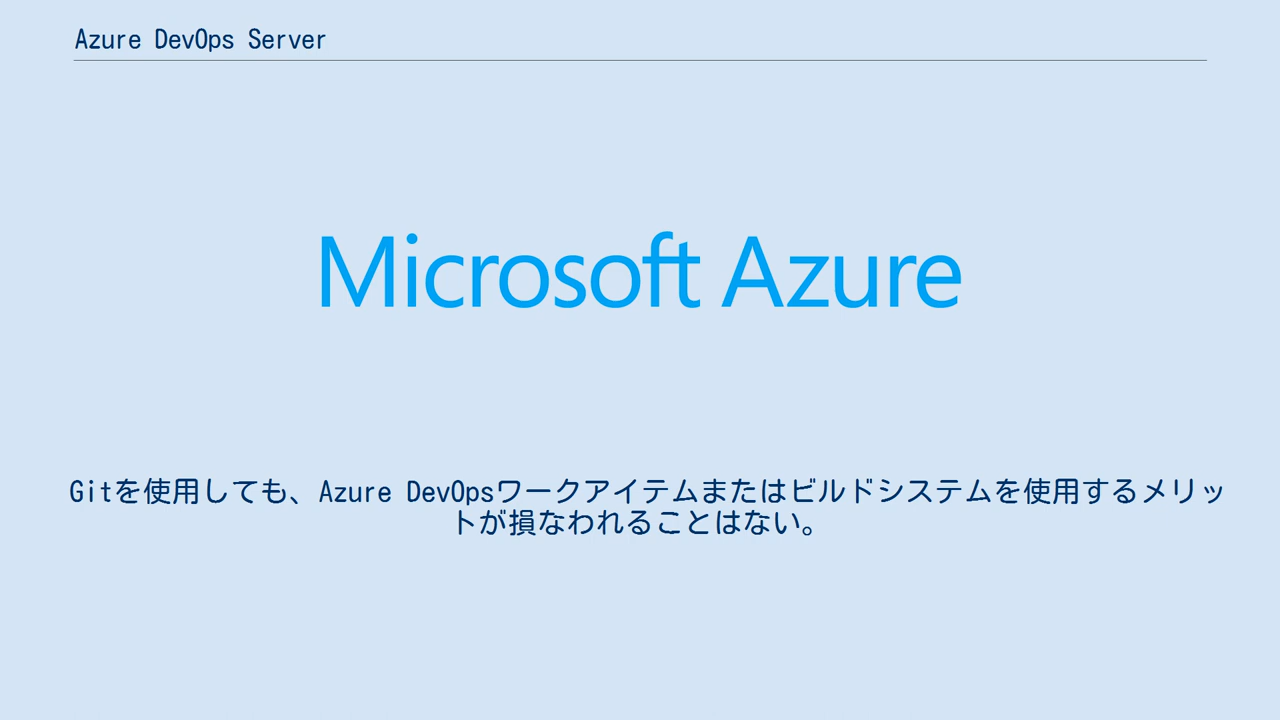 Azure DevOps Server
Microsoft Azure
Gitを使用しても、Azure DevOpsワークアイテムまたはビルドシステムを使用するメリッ
トが損なわれることはない。